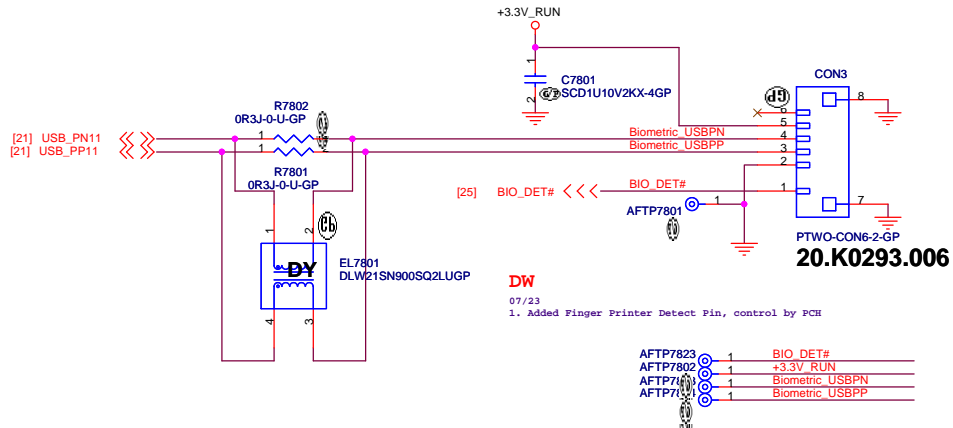 +3.3V_RUN
1
2
C7801
SCD1U10V2KX-4GP
CON3
8
6
5
4
3
2
1
7
PTWO-CON6-2-GP
20.K0293.006
R7802
0R3J-0-U-GP
[21] USB_PN11
[21] USB_PP11
1
1
2
R7801
0R3J-0-U-GP
Biometric_USBPN
Biometric_USBPP
[25] BIO_DET#
BIO_DET#
AFTP7801
1
1
2
DY
4
3
EL7801
DLW21SN900SQ2LUGP
DW
07/23
1. Added Finger Printer Detect Pin, control by PCH
AFTP7823 1 BIO_DET#
AFTP7802 1 +3.3V_RUN
1 Biometric_USBPN
1 Biometric_USBPP